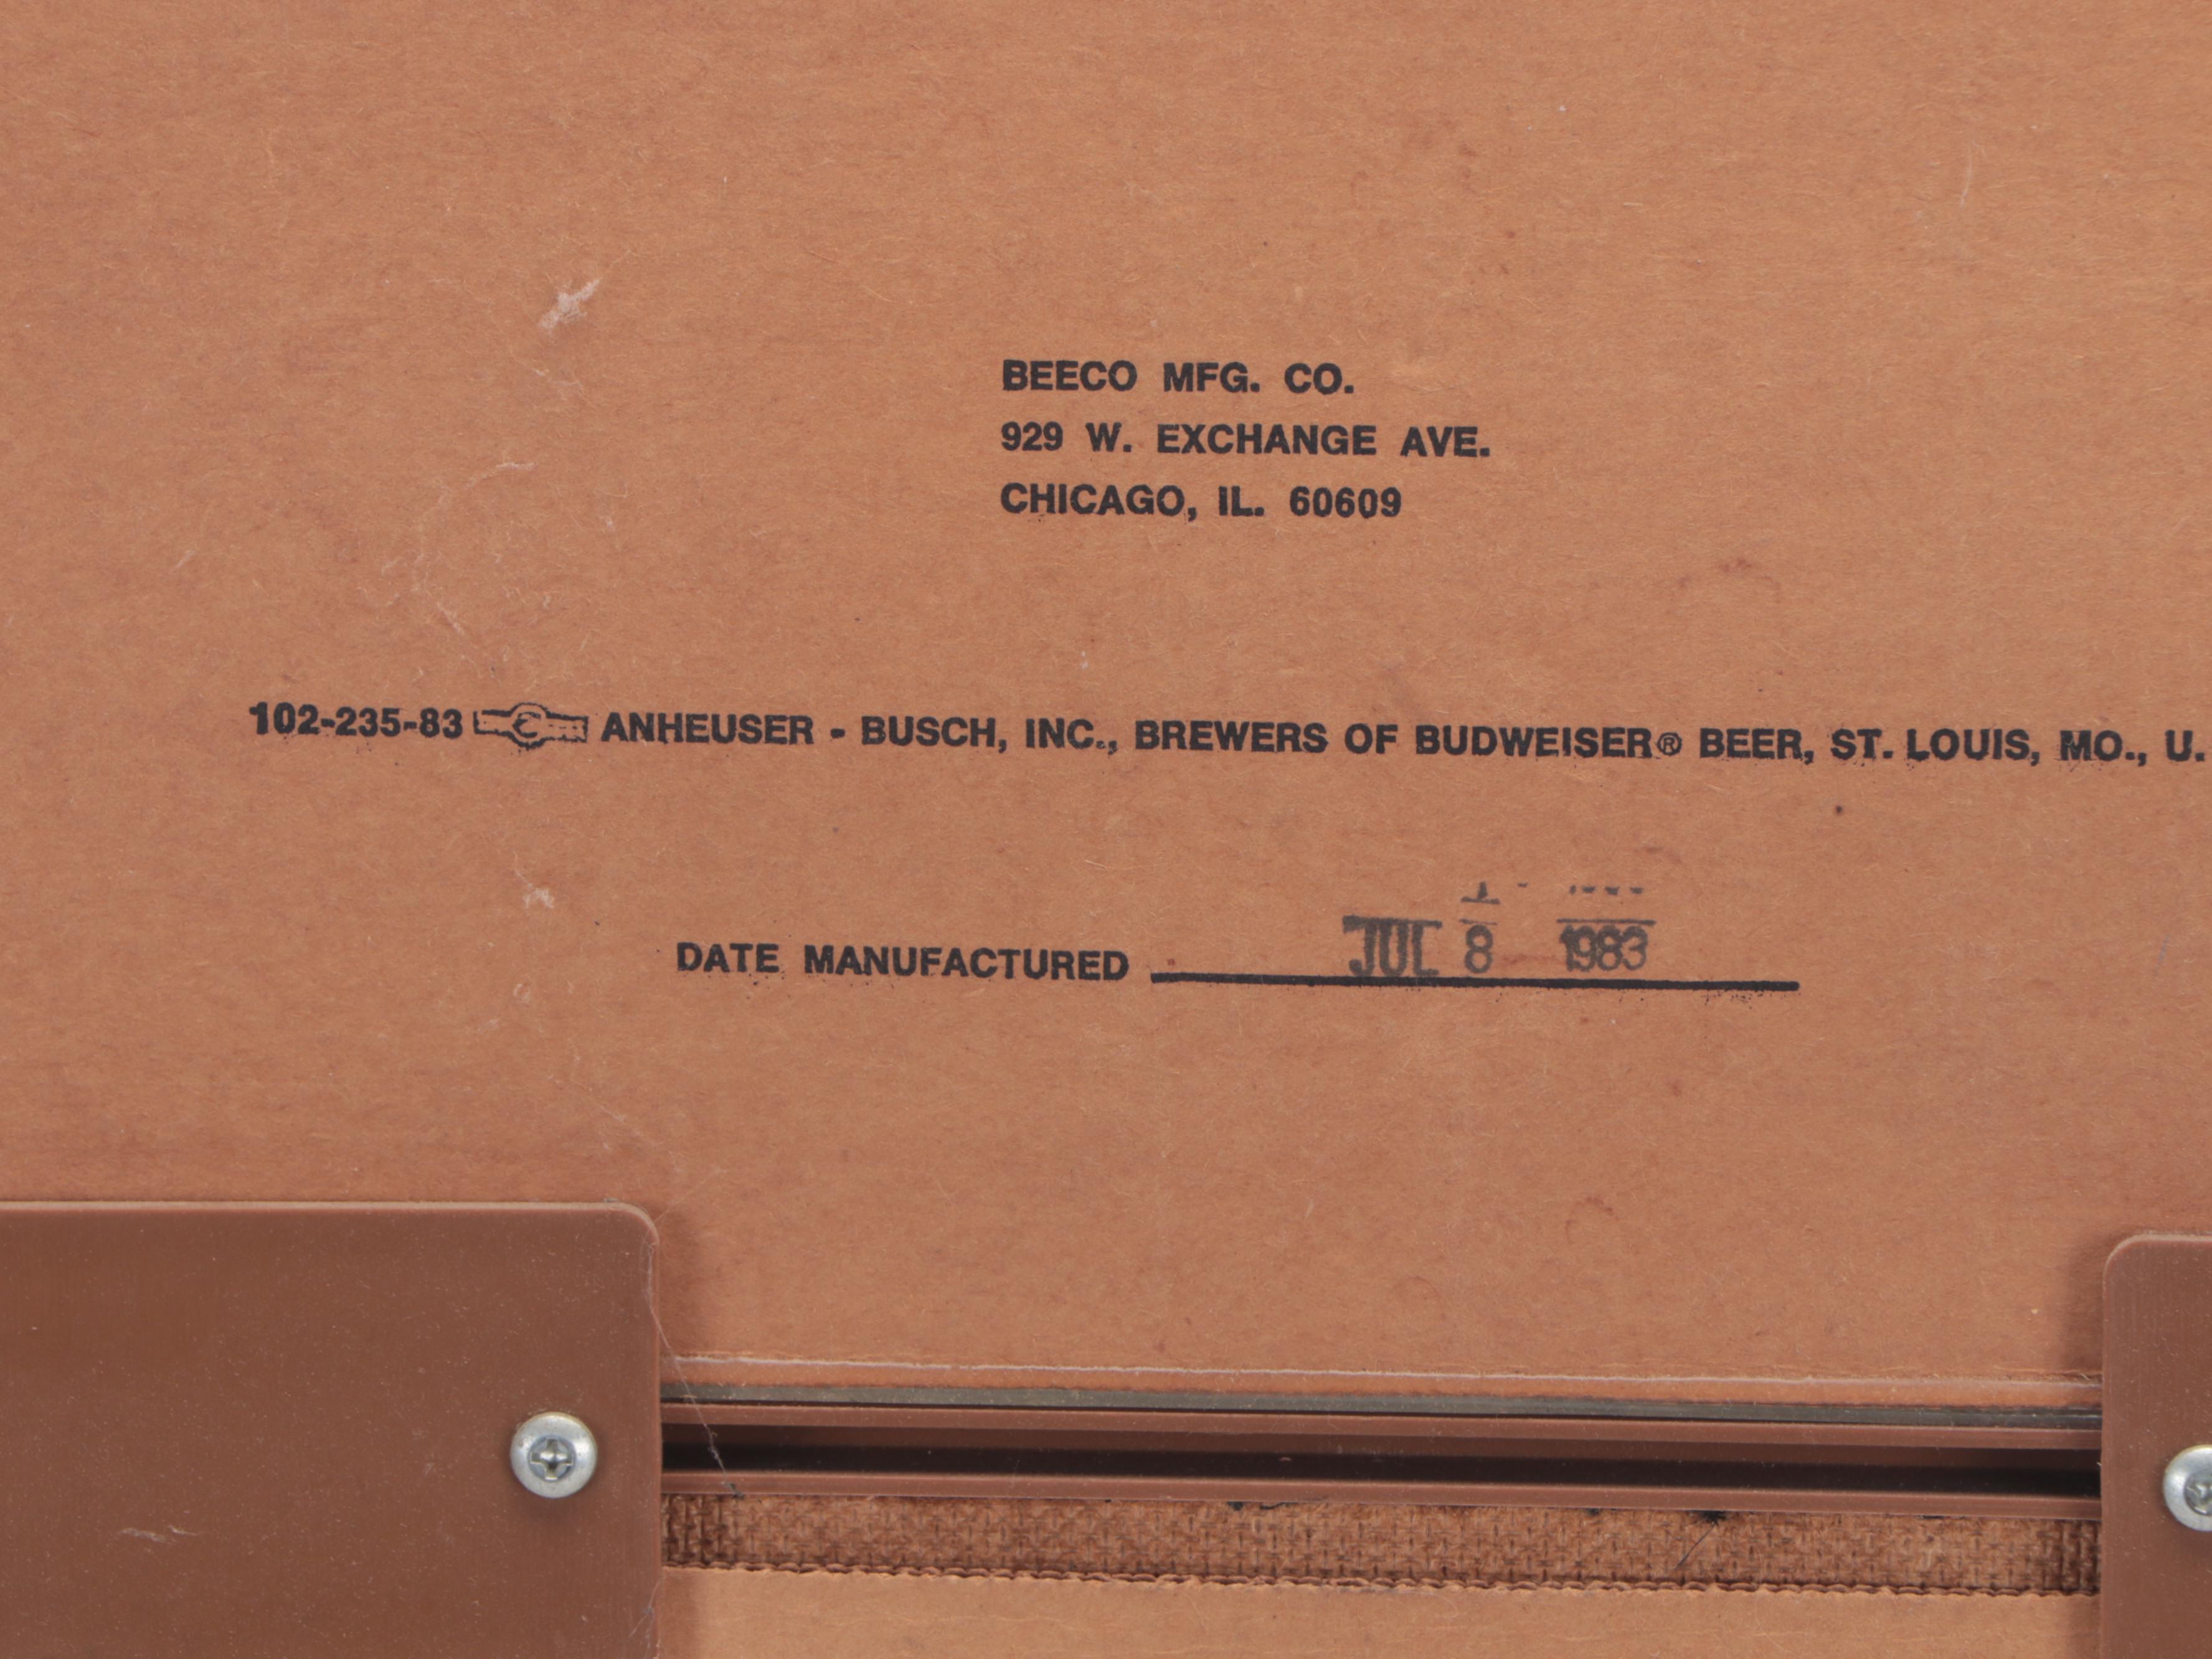 BEECO MFG. CO.
929 W. EXCHANGE AVE.
CHICAGO, IL. 60609
102-235-83 ANHEUSER - BUSCH, INC., BREWERS OF BUDWEISER® BEER, ST. LOUIS, MO., U.
DATE MANUFACTURED JUL 8 1983